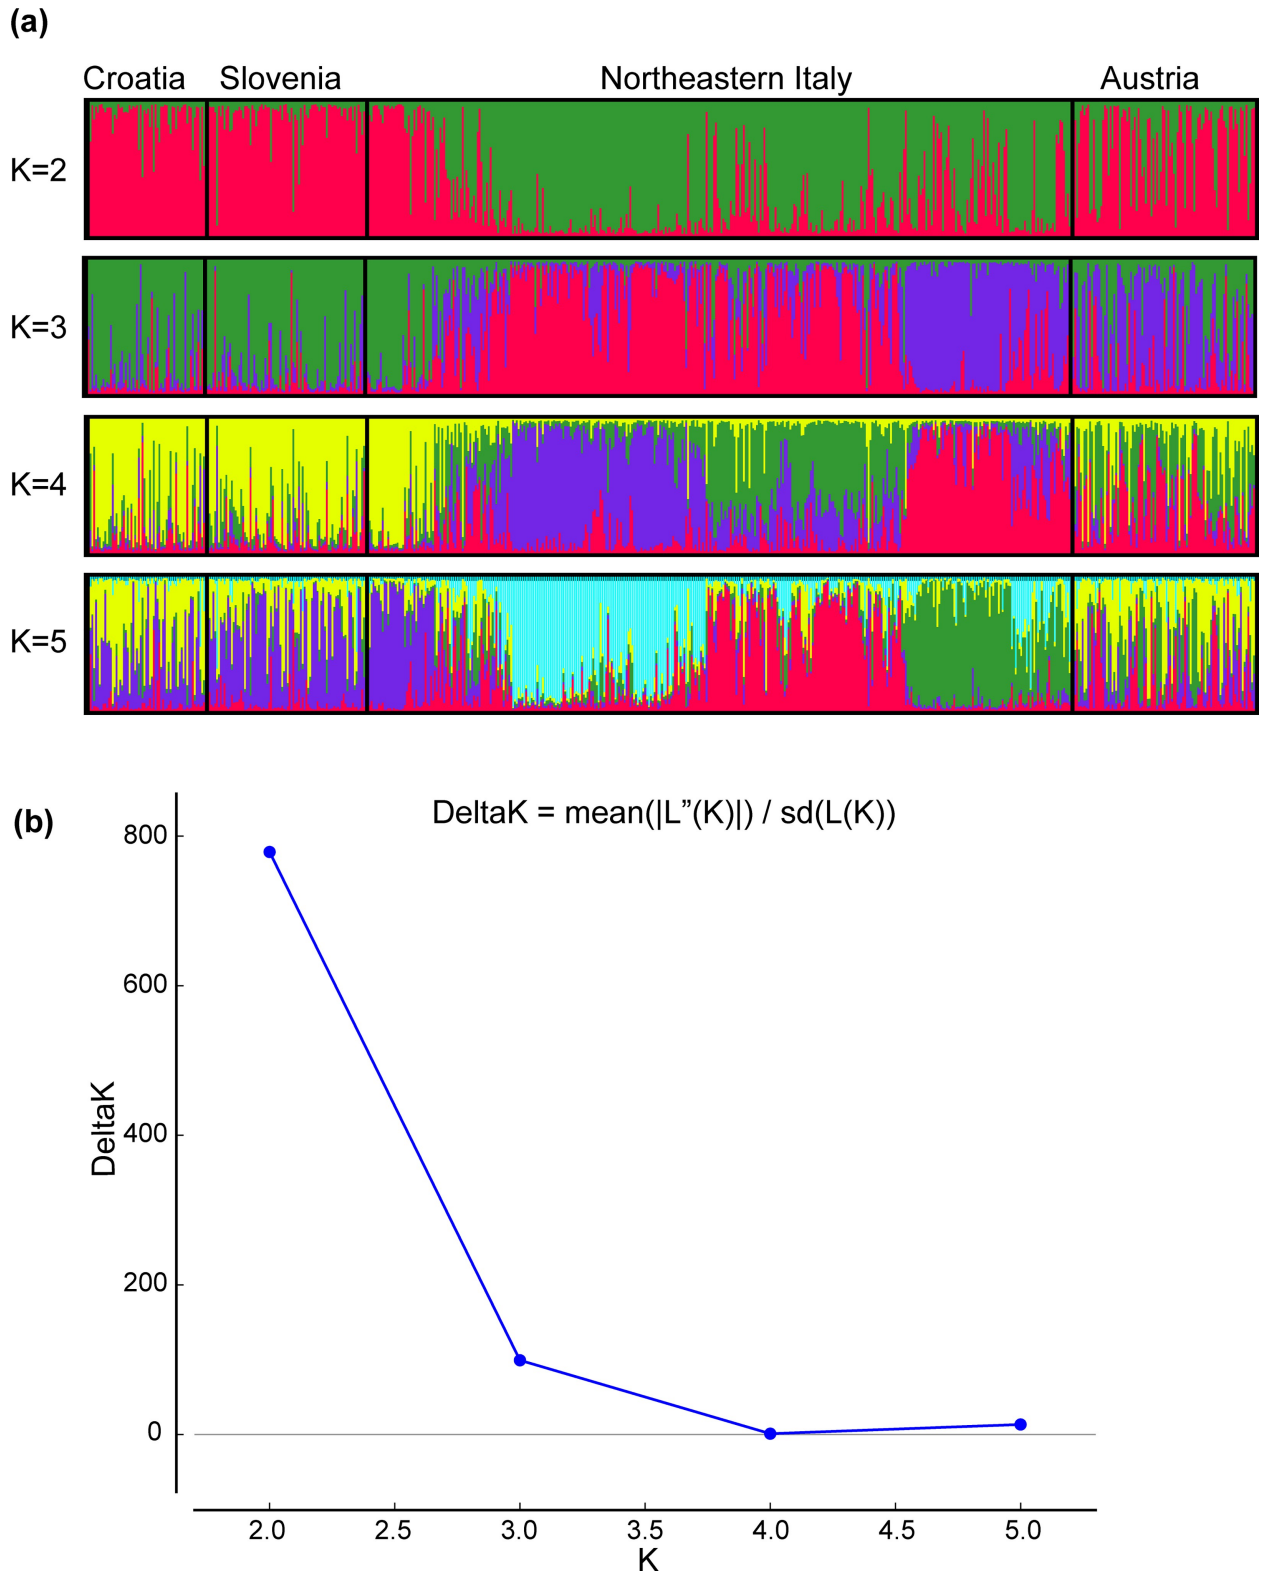 (a)
Croatia Slovenia Northeastern Italy Austria
K=2
K=3
K=4
K=5
(b)
DeltaK = mean(|L”(K)|) / sd(L(K))
800
600
400
200
0
DeltaK
2.0 2.5 3.0 3.5 4.0 4.5 5.0
K